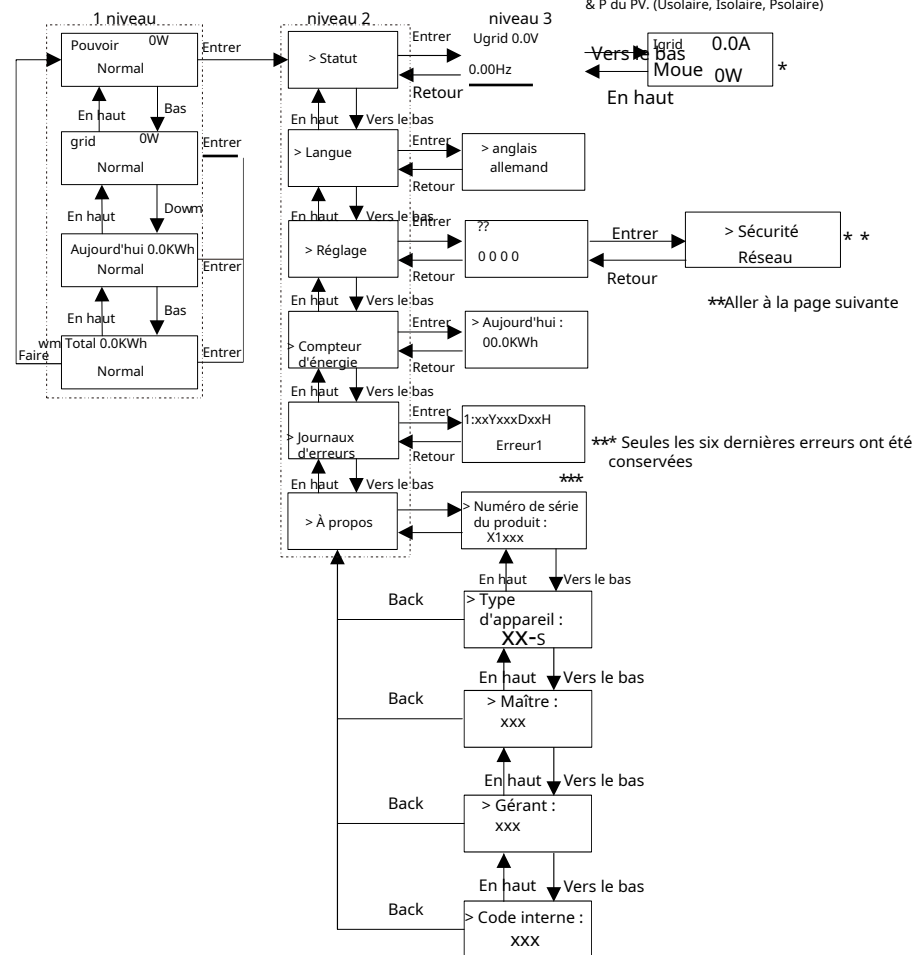 & P du PV. (Usolaire, Isolaire, Psolaire)
1 niveau
niveau 2
niveau 3
Pouvoir 0W
Normal
Entrer
> Statut
Entrer
Ugrid 0.0V
0.00Hz
Retour
Vers le bas
Igrid 0.0A
Moue 0W
*
En haut
En haut
Bas
En haut
Vers le bas
grid 0W
Normal
Entrer
> Langue
Entrer
Retour
> anglais
allemand
En haut
Dowm
En haut
Vers le bas
Aujourd'hui 0.0KWh
Normal
Entrer
> Réglage
Entrer
Retour
??
0 0 0 0
Entrer
Retour
> Sécurité
Réseau
* *
**Aller à la page suivante
En haut
Bas
En haut
Vers le bas
Faire
wm Total 0.0KWh
Normal
Entrer
> Compteur
d'énergie
Entrer
Retour
> Aujourd'hui :
00.0KWh
En haut
Vers le bas
> Journaux
d'erreurs
Entrer
Retour
1:xxYxxxDxxH
Erreur1
*** Seules les six dernières erreurs ont été
conservées
***
En haut
Vers le bas
> À propos
> Numéro de série
du produit :
X1xxx
En haut
Vers le bas
Back
> Type
d'appareil :
XX-S
En haut
Vers le bas
Back
> Maître :
xxx
En haut
Vers le bas
Back
> Gérant :
xxx
En haut
Vers le bas
Back
> Code interne :
xxx